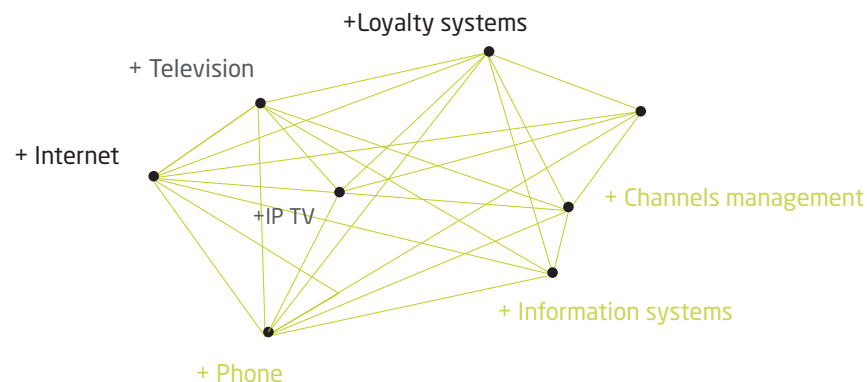 +Loyalty systems
+ Television
+ Internet
+IP TV
+ Channels management
+ Information systems
+ Phone